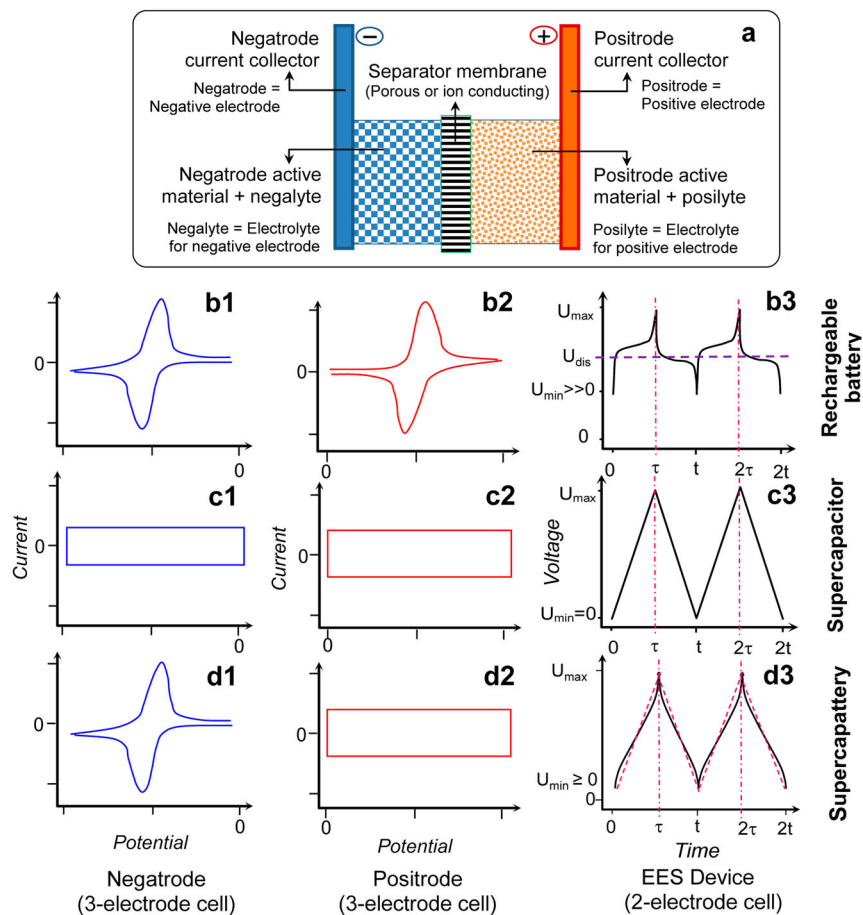 a
Negatrode
current collector
Negatrode =
Negative electrode
−
Separator membrane
(Porous or ion conducting)
+
Positrode
current collector
Positrode =
Positive electrode
Negatrode active
material + negalyte
Negalyte = Electrolyte
for negative electrode
Positrode active
material + posilyte
Posilyte = Electrolyte
for positive electrode
b1
0
0
b2
0
0
b3
Umax
Udis
Umin>>0
0
0 τ t 2τ 2t
Rechargeable
battery
c1
Current
0
0
c2
Current
0
0
c3
Voltage
Umax
Umin=0
0 τ t 2τ 2t
Supercapacitor
d1
0
0
Potential
d2
0
0
Potential
d3
Umax
Umin ≥ 0
0
0 τ t 2τ 2t
Time
Supercapattery
Negatrode
(3-electrode cell)
Positrode
(3-electrode cell)
EES Device
(2-electrode cell)